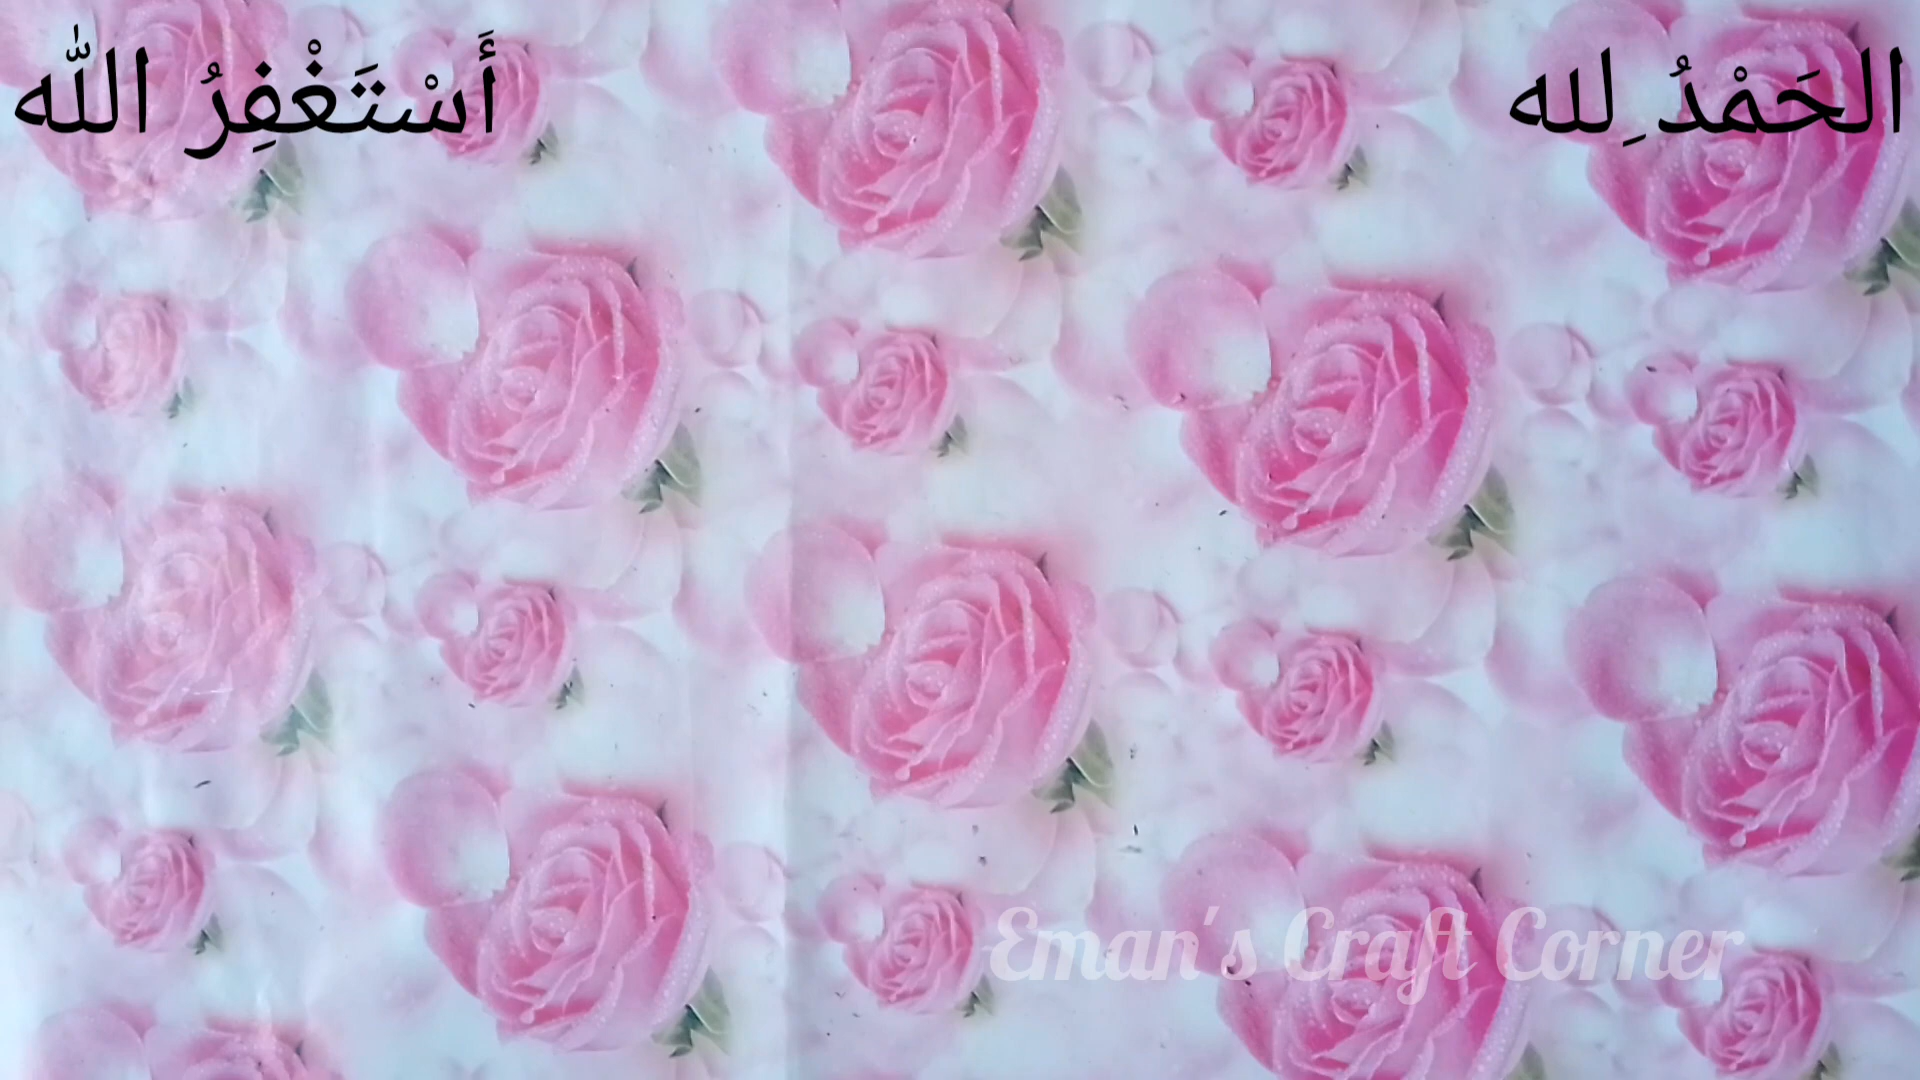 الحَمْدُ ِلله
أَسْتَغْفِرُ اللّٰه
Eman's Craft Corner